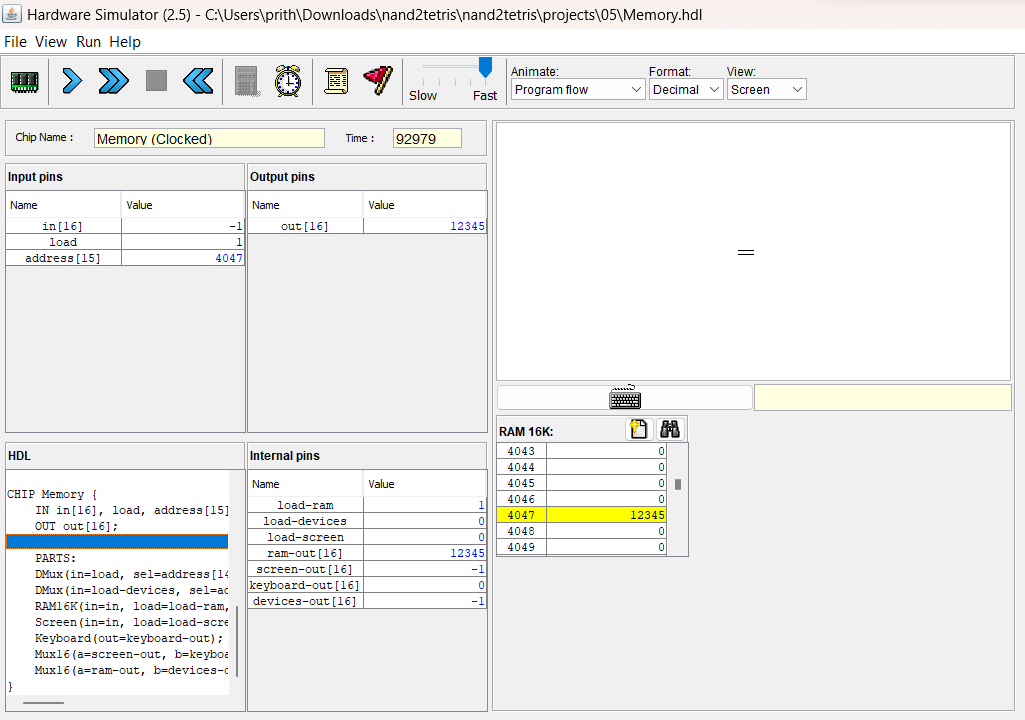 Hardware Simulator (2.5) - C:\Users\prith\Downloads\nand2tetris\nand2tetris\projects\05\Memory.hdl
File View Run Help
Slow Fast
Animate: Format: View:
Program flow Decimal Screen
Chip Name : Memory (Clocked) Time : 92979
Input pins
Name Value
in[16] -1
load 1
address[15] 4047
Output pins
Name Value
out[16] 12345
HDL
CHIP Memory {
IN in[16], load, address[15]
OUT out[16];
PARTS:
DMux(in=load, sel=address[14
DMux(in=load-devices, sel=ad
RAM16K(in=in, load=load-ram,
Screen(in=in, load=load-scre
Keyboard(out=keyboard-out);
Mux16(a=screen-out, b=keyboa
Mux16(a=ram-out, b=devices-o
}
Internal pins
Name Value
load-ram 1
load-devices 0
load-screen 0
ram-out[16] 12345
screen-out[16] -1
keyboard-out[16] 0
devices-out[16] -1
RAM 16K:
4043 0
4044 0
4045 0
4046 0
4047 12345
4048 0
4049 0